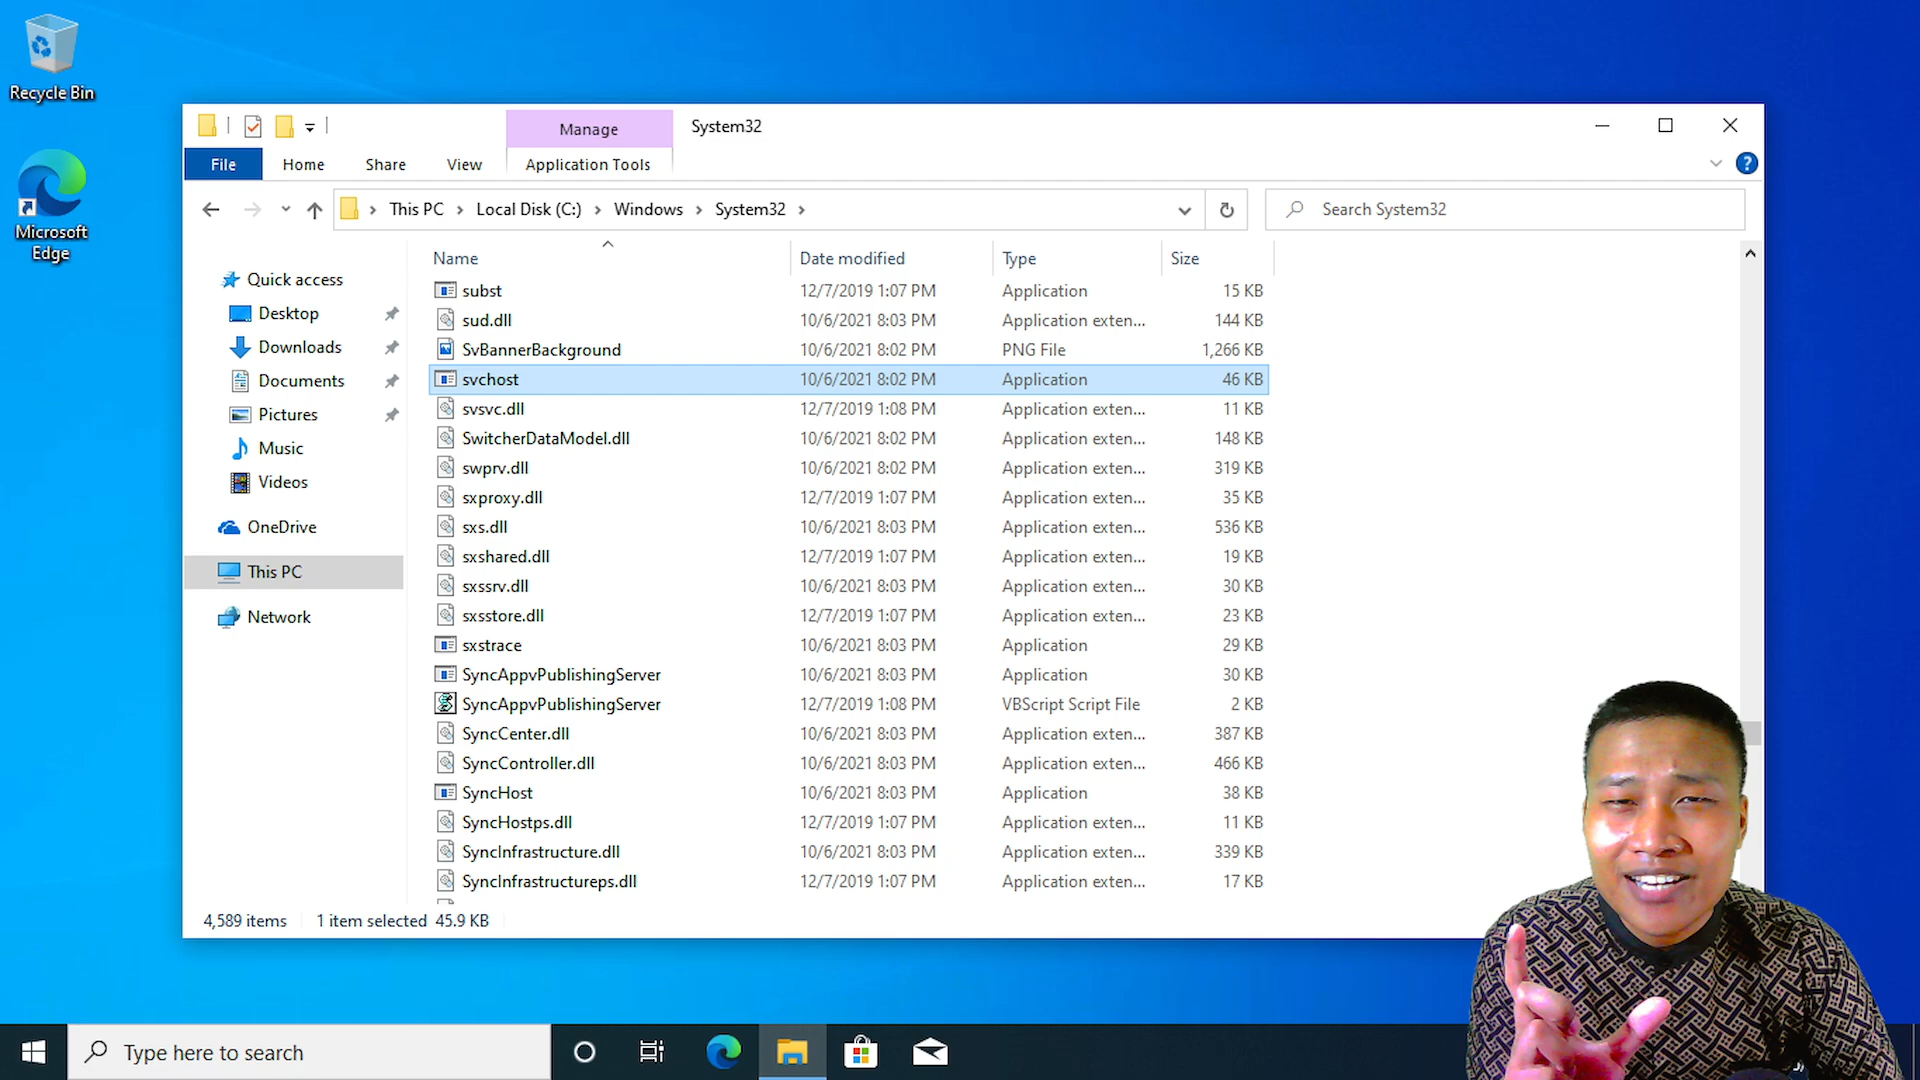 Recycle Bin
Microsoft
Edge
Manage
System32
File
Home
Share
View
Application Tools
This PC
Local Disk (C:)
Windows
System32
Search System32
Quick access
Desktop
Downloads
Documents
Pictures
Music
Videos
OneDrive
This PC
Network
Name Date modified Type Size
subst 12/7/2019 1:07 PM Application 15 KB
sud.dll 10/6/2021 8:03 PM Application exten... 144 KB
SvBannerBackground 10/6/2021 8:02 PM PNG File 1,266 KB
svchost 10/6/2021 8:02 PM Application 46 KB
svsvc.dll 12/7/2019 1:08 PM Application exten... 11 KB
SwitcherDataModel.dll 10/6/2021 8:02 PM Application exten... 148 KB
swprv.dll 10/6/2021 8:02 PM Application exten... 319 KB
sxproxy.dll 12/7/2019 1:07 PM Application exten... 35 KB
sxs.dll 10/6/2021 8:03 PM Application exten... 536 KB
sxshared.dll 12/7/2019 1:07 PM Application exten... 19 KB
sxssrv.dll 10/6/2021 8:03 PM Application exten... 30 KB
sxsstore.dll 12/7/2019 1:07 PM Application exten... 23 KB
sxstrace 10/6/2021 8:03 PM Application 29 KB
SyncAppvPublishingServer 10/6/2021 8:03 PM Application 30 KB
SyncAppvPublishingServer 12/7/2019 1:08 PM VBScript Script File 2 KB
SyncCenter.dll 10/6/2021 8:03 PM Application exten... 387 KB
SyncController.dll 10/6/2021 8:03 PM Application exten... 466 KB
SyncHost 10/6/2021 8:03 PM Application 38 KB
SyncHostps.dll 12/7/2019 1:07 PM Application exten... 11 KB
SyncInfrastructure.dll 10/6/2021 8:03 PM Application exten... 339 KB
SyncInfrastructureps.dll 12/7/2019 1:07 PM Application exten... 17 KB
4,589 items
1 item selected 45.9 KB
Type here to search